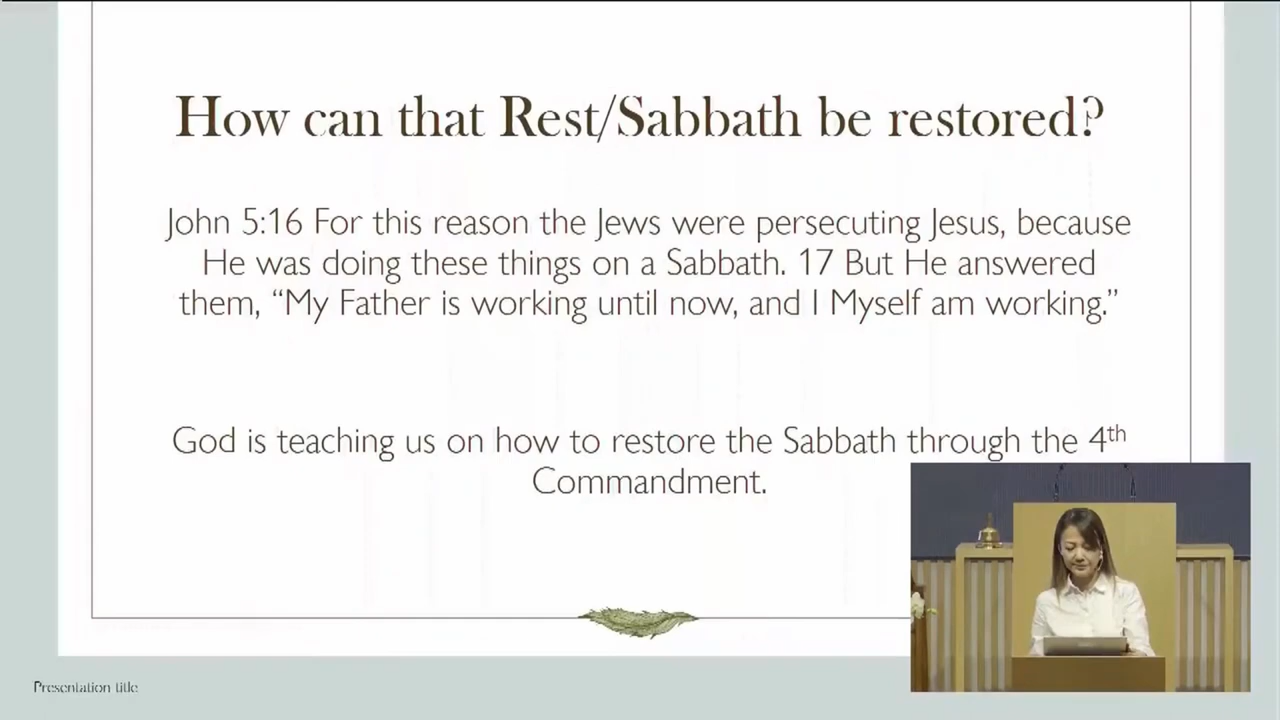 How can that Rest/Sabbath be restored?
John 5:16 For this reason the Jews were persecuting Jesus, because
He was doing these things on a Sabbath. 17 But He answered
them, “My Father is working until now, and I Myself am working.”
God is teaching us on how to restore the Sabbath through the 4th
Commandment.
Presentation title